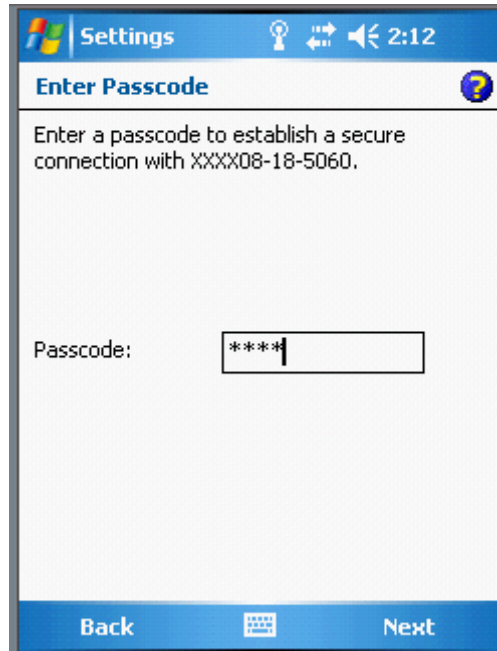 Settings 2:12
Enter Passcode ?
Enter a passcode to establish a secure
connection with XXXX08-18-5060.
Passcode: ****
Back Next